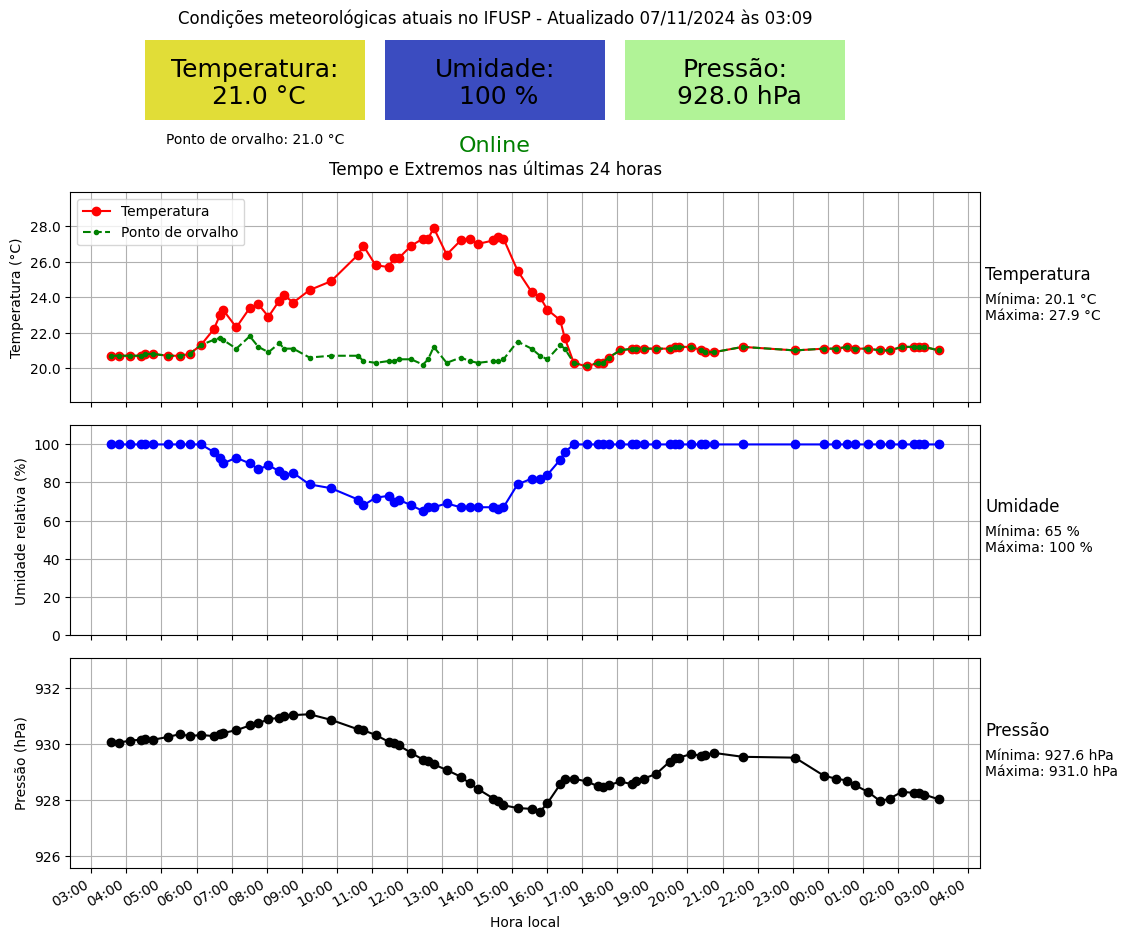 Condições meteorológicas atuais no IFUSP - Atualizado 07/11/2024 às 03:09
Temperatura:
21.0 °C
Umidade:
100 %
Pressão:
928.0 hPa
Ponto de orvalho: 21.0 °C
Online
Tempo e Extremos nas últimas 24 horas
Temperatura
Ponto de orvalho
Temperatura (°C)
28.0
26.0
24.0
22.0
20.0
Temperatura
Mínima: 20.1 °C
Máxima: 27.9 °C
Umidade relativa (%)
100
80
60
40
20
0
Umidade
Mínima: 65 %
Máxima: 100 %
Pressão (hPa)
932
930
928
926
Pressão
Mínima: 927.6 hPa
Máxima: 931.0 hPa
03:00 04:00 05:00 06:00 07:00 08:00 09:00 10:00 11:00 12:00 13:00 14:00 15:00 16:00 17:00 18:00 19:00 20:00 21:00 22:00 23:00 00:00 01:00 02:00 03:00 04:00
Hora local